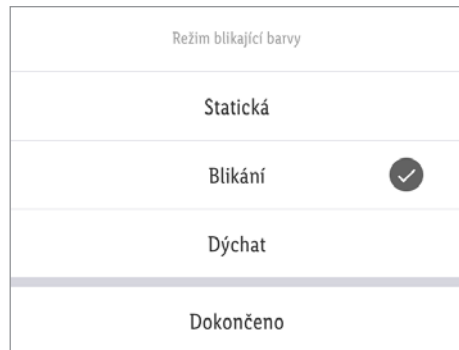 Režim blikající barvy
Statická
Blikání
Dýchat
Dokončeno